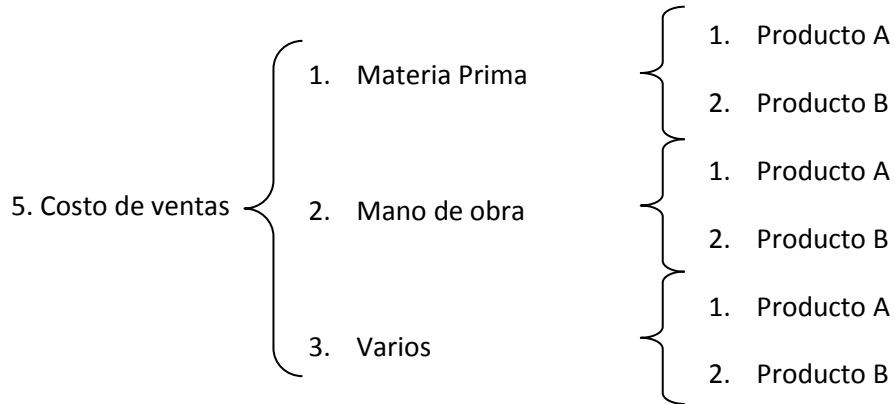 5. Costo de ventas
1. Materia Prima
1. Producto A
2. Producto B
2. Mano de obra
1. Producto A
2. Producto B
3. Varios
1. Producto A
2. Producto B